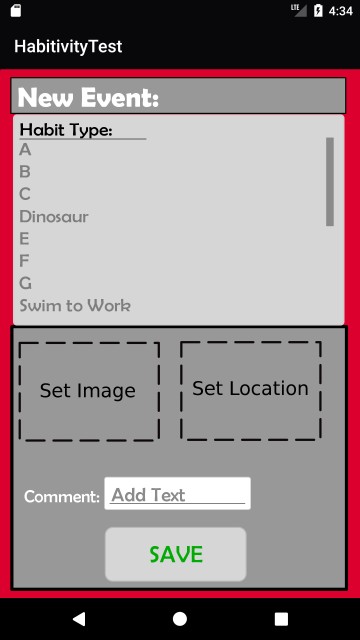 LTE 4:34
HabitivityTest
New Event:
Habit Type:
A
B
C
Dinosaur
E
F
G
Swim to Work
Set Image Set Location
Comment: Add Text
SAVE